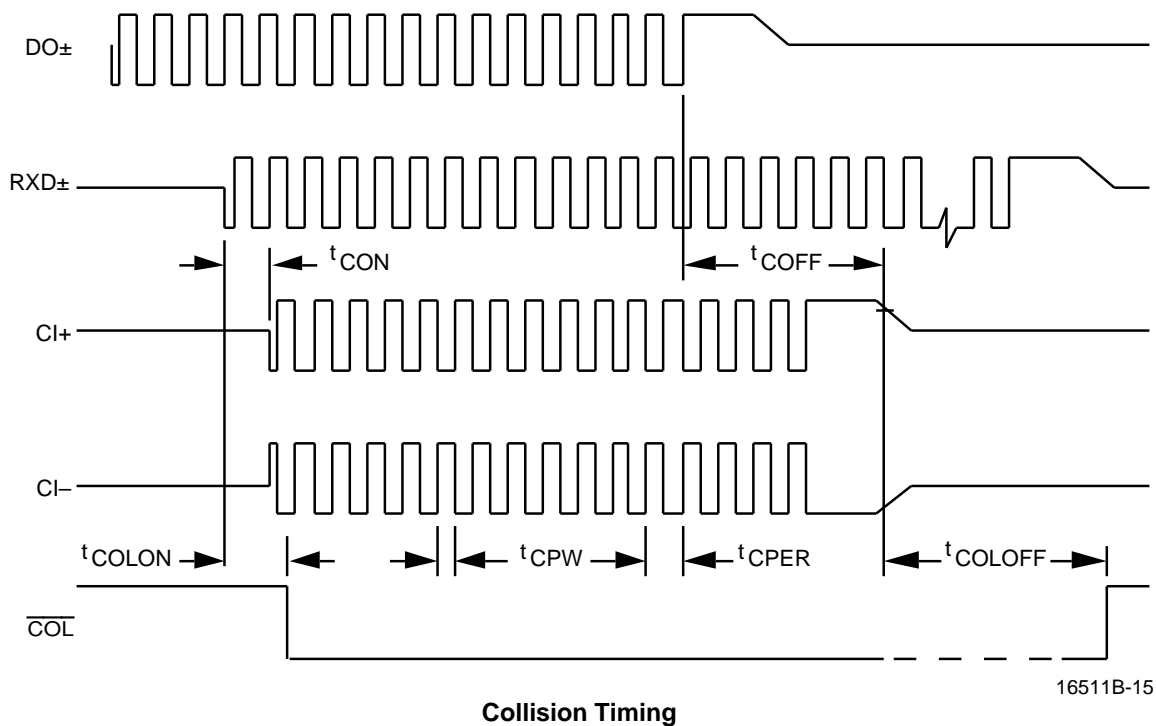 DO±
RXD±
tCON
tCOFF
CI+
CI–
tCOLON
tCPW
tCPER
tCOLOFF
COL
16511B-15
Collision Timing